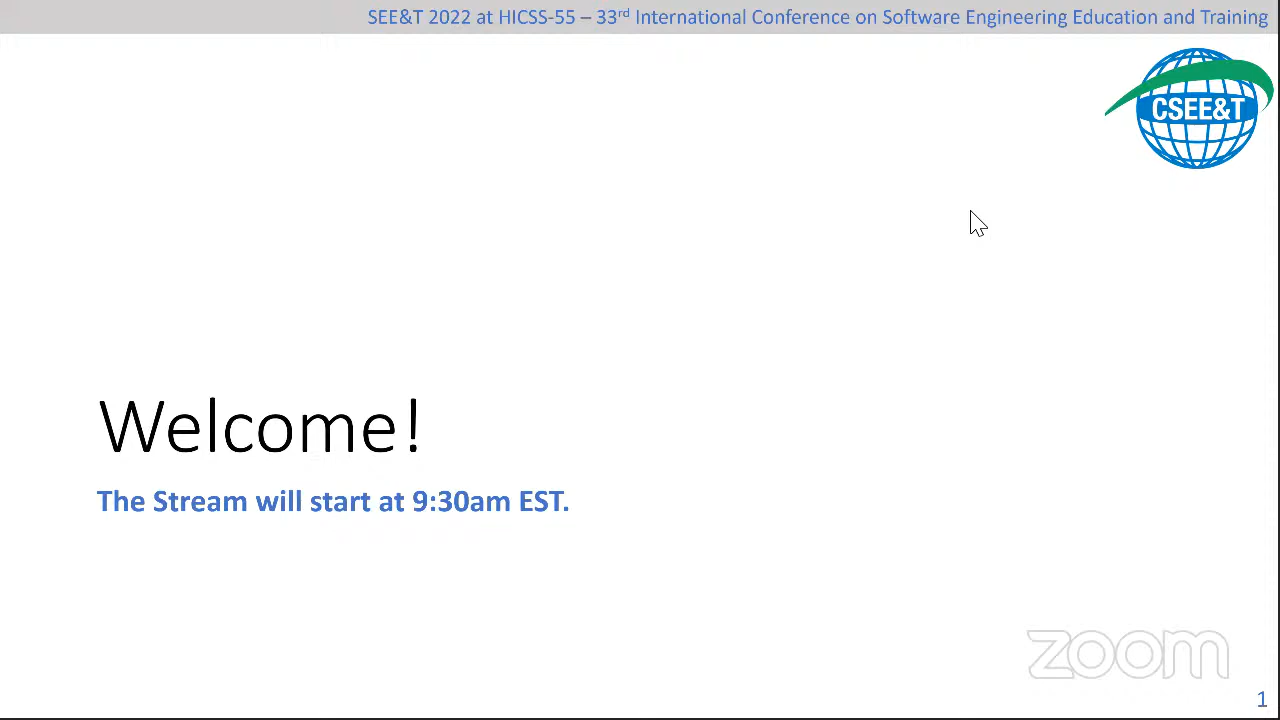 SEE&T 2022 at HICSS-55 – 33rd International Conference on Software Engineering Education and Training
CSEE&T
Welcome!
The Stream will start at 9:30am EST.
zoom
1